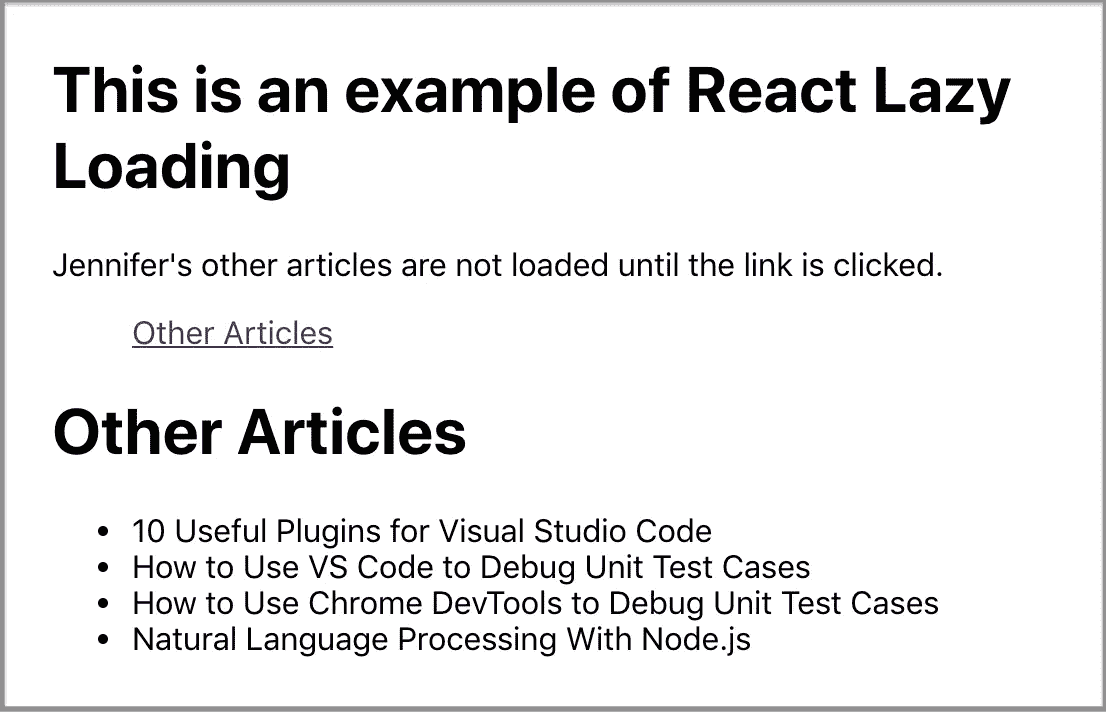 This is an example of React Lazy
Loading
Jennifer's other articles are not loaded until the link is clicked.
Other Articles
Other Articles
• 10 Useful Plugins for Visual Studio Code
• How to Use VS Code to Debug Unit Test Cases
• How to Use Chrome DevTools to Debug Unit Test Cases
• Natural Language Processing With Node.js